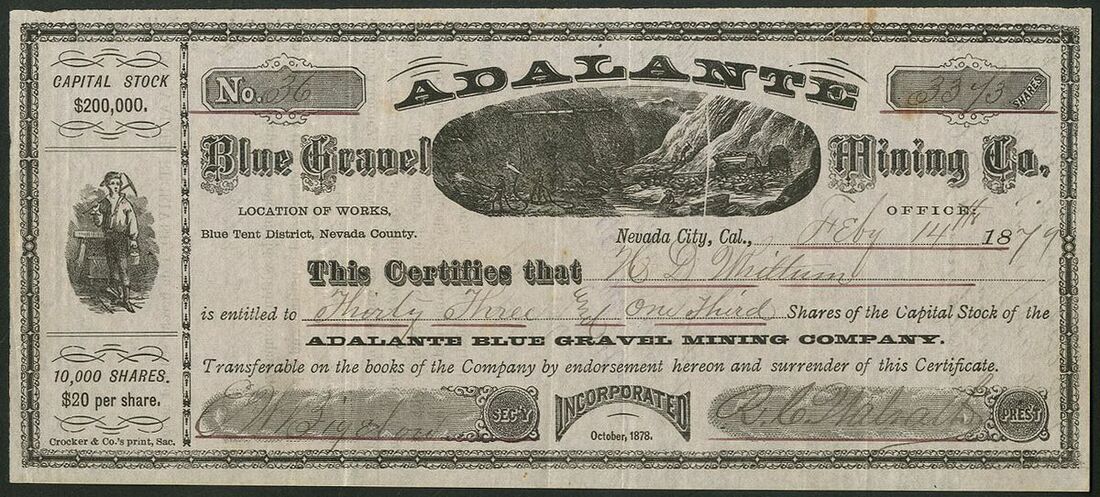 CAPITAL STOCK
$200,000.
10,000 SHARES.
$20 per share.
Crocker & Co.'s print, Sac.
No. 36
ADALANTE
33 1/3 SHARES
Blue Gravel Mining Co.
LOCATION OF WORKS,
Blue Tent District, Nevada County.
OFFICE:
Nevada City, Cal., Feby 14th 1879
This Certifies that D Whittum
is entitled to Thirty Three & One third Shares of the Capital Stock of the
ADALANTE BLUE GRAVEL MINING COMPANY.
Transferable on the books of the Company by endorsement hereon and surrender of this Certificate.
Bigelow SEC'Y
INCORPORATED
October, 1878.
PREST